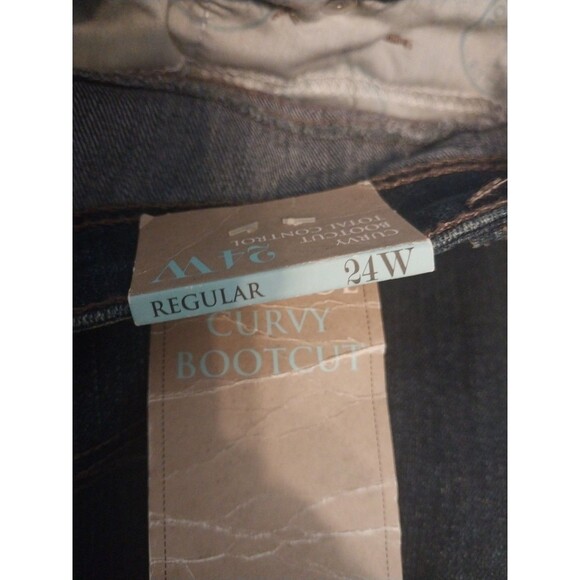 CURVY
BOOTCUT
TOTAL CONTROL
24W
REGULAR 24W
CURVY
BOOTCUT